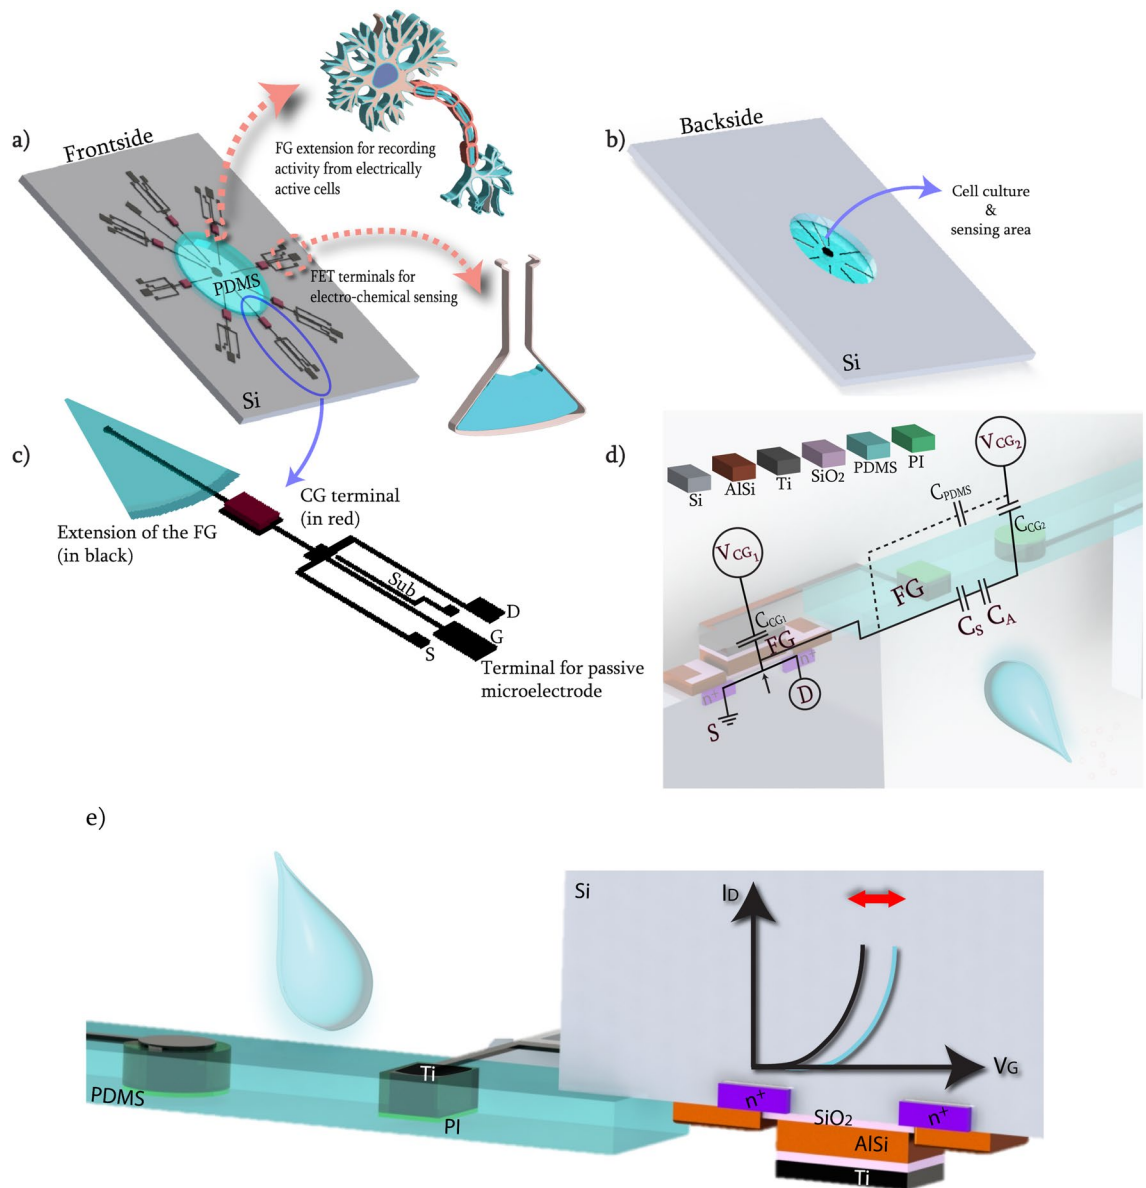 a)
Frontside
FG extension for recording
activity from electrically
active cells
PDMS
FET terminals for
electro-chemical sensing
Si
b)
Backside
Cell culture
&
sensing area
Si
c)
Extension of the FG
(in black)
CG terminal
(in red)
Sub
D
G
S
Terminal for passive
microelectrode
d)
Si
AlSi
Ti
SiO2
PDMS
PI
VCG2
CPDMS
CCG2
VCG1
CCG1
FG
FG
CS
CA
n+
n+
D
S
e)
Si
ID
VG
Ti
PDMS
PI
n+
n+
SiO2
AlSi
Ti